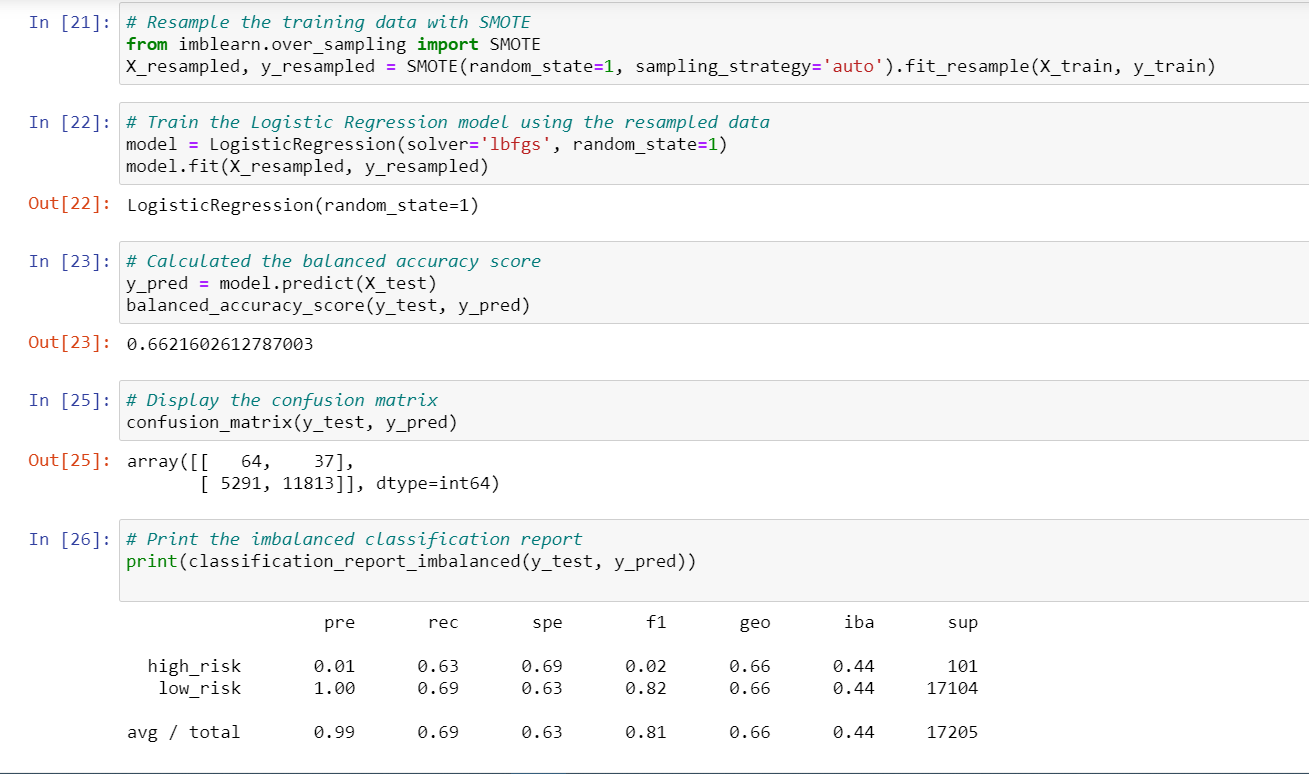 In [21]: # Resample the training data with SMOTE
from imblearn.over_sampling import SMOTE
X_resampled, y_resampled = SMOTE(random_state=1, sampling_strategy='auto').fit_resample(X_train, y_train)
In [22]: # Train the Logistic Regression model using the resampled data
model = LogisticRegression(solver='lbfgs', random_state=1)
model.fit(X_resampled, y_resampled)
Out[22]: LogisticRegression(random_state=1)
In [23]: # Calculated the balanced accuracy score
y_pred = model.predict(X_test)
balanced_accuracy_score(y_test, y_pred)
Out[23]: 0.6621602612787003
In [25]: # Display the confusion matrix
confusion_matrix(y_test, y_pred)
Out[25]: array([[   64,    37],
       [ 5291, 11813]], dtype=int64)
In [26]: # Print the imbalanced classification report
print(classification_report_imbalanced(y_test, y_pred))
pre rec spe f1 geo iba sup
high_risk 0.01 0.63 0.69 0.02 0.66 0.44 101
low_risk 1.00 0.69 0.63 0.82 0.66 0.44 17104
avg / total 0.99 0.69 0.63 0.81 0.66 0.44 17205